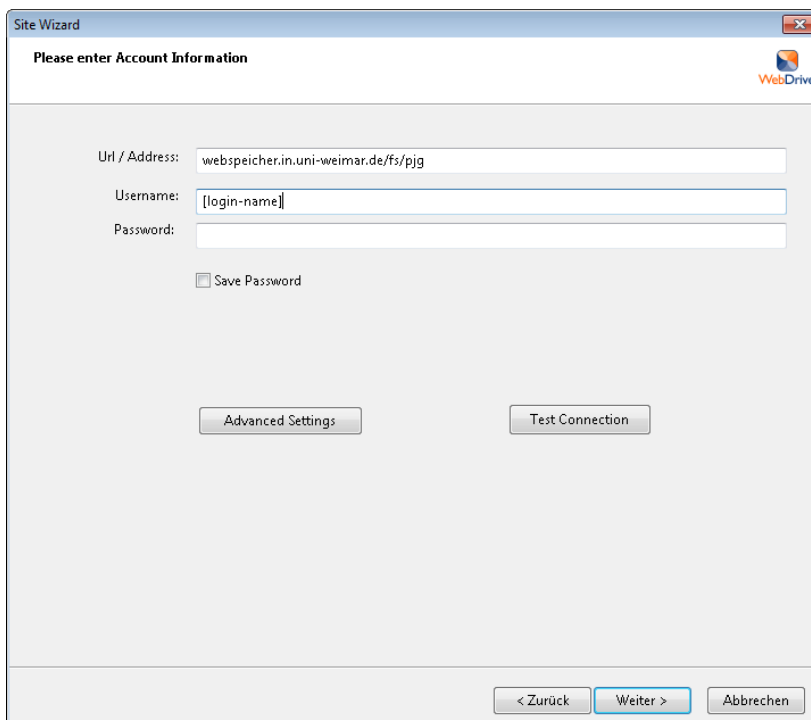 Site Wizard
Please enter Account Information
WebDrive
Url / Address: webspeicher.in.uni-weimar.de/fs/pjg
Username: [login-name]
Password:
Save Password
Advanced Settings Test Connection
< Zurück Weiter > Abbrechen